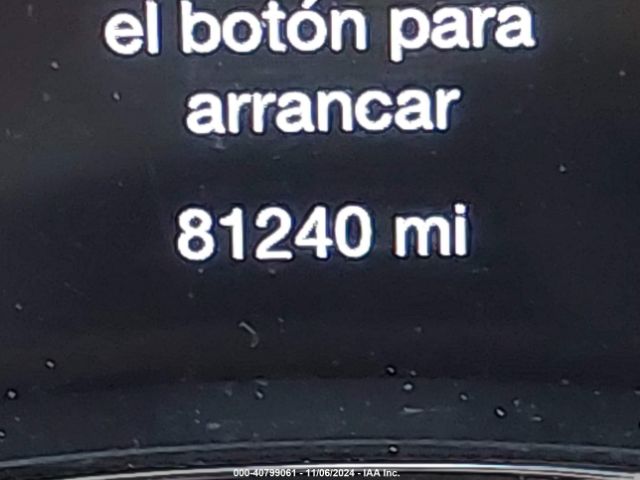 el botón para
arrancar
81240 mi
000-40799061 - 11/06/2024 - IAA Inc.